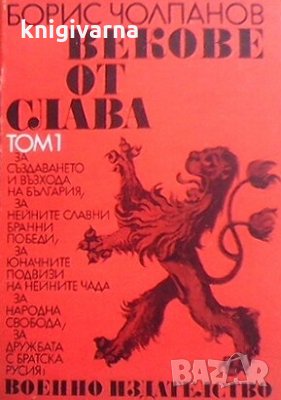 knigivarna
БОРИС ЧОЛПАНОВ
ВЕКОВЕ
ОТ
СЛАВА
ТОМ 1
ЗА
СЪЗДАВАНЕТО
И ВЪЗХОДА
НА БЪЛГАРИЯ,
ЗА
НЕЙНИТЕ СЛАВНИ
БРАННИ
ПОБЕДИ, ЗА
ЮНАЧНИТЕ
ПОДВИЗИ
НА НЕЙНИТЕ ЧАДА
ЗА
НАРОДНА
СВОБОДА, ЗА
ДРУЖБАТА
С БРАТСКА
РУСИЯ:
ВОЕННО ИЗДАТЕЛСТВО
bazar